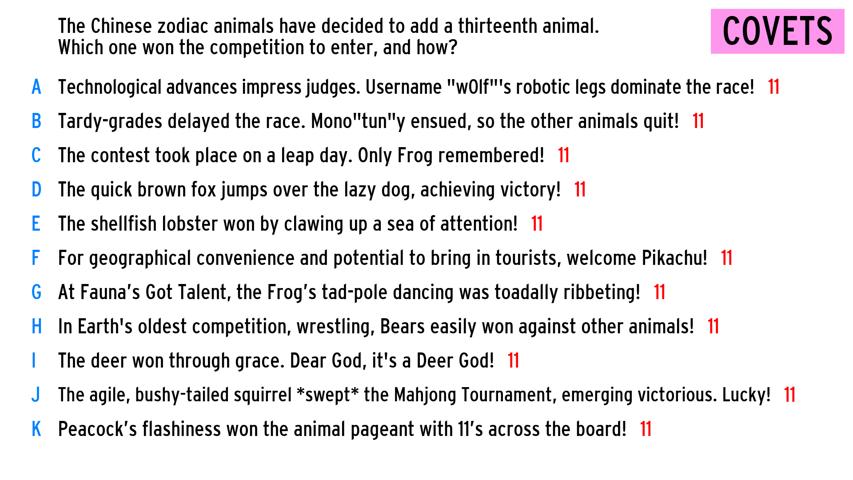 The Chinese zodiac animals have decided to add a thirteenth animal.
Which one won the competition to enter, and how?
COVETS
A Technological advances impress judges. Username "w0lf"'s robotic legs dominate the race! 11
B Tardy-grades delayed the race. Mono"tun"y ensued, so the other animals quit! 11
C The contest took place on a leap day. Only Frog remembered! 11
D The quick brown fox jumps over the lazy dog, achieving victory! 11
E The shellfish lobster won by clawing up a sea of attention! 11
F For geographical convenience and potential to bring in tourists, welcome Pikachu! 11
G At Fauna's Got Talent, the Frog's tad-pole dancing was toadally ribbeting! 11
H In Earth's oldest competition, wrestling, Bears easily won against other animals! 11
I The deer won through grace. Dear God, it's a Deer God! 11
J The agile, bushy-tailed squirrel *swept* the Mahjong Tournament, emerging victorious. Lucky! 11
K Peacock's flashiness won the animal pageant with 11's across the board! 11